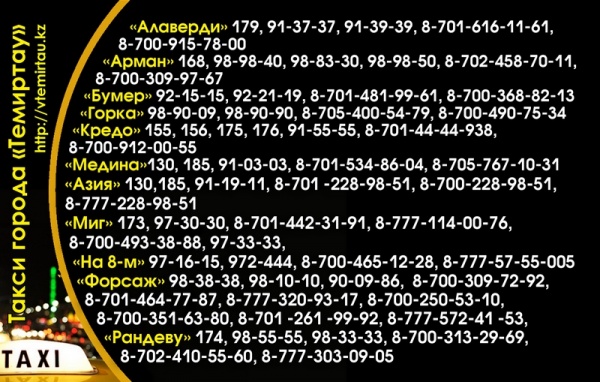 Такси города «Темиртау»
http://vtemirtau.kz
«Алаверди» 179, 91-37-37, 91-39-39, 8-701-616-11-61,
8-700-915-78-00
«Арман» 168, 98-98-40, 98-83-30, 98-98-50, 8-702-458-70-11,
8-700-309-97-67
«Бумер» 92-15-15, 92-21-19, 8-701-481-99-61, 8-700-368-82-13
«Горка» 98-90-09, 98-90-90, 8-705-400-54-79, 8-700-490-75-34
«Кредо» 155, 156, 175, 176, 91-55-55, 8-701-44-44-938,
8-700-912-00-55
«Медина»130, 185, 91-03-03, 8-701-534-86-04, 8-705-767-10-31
«Азия» 130,185, 91-19-11, 8-701 -228-98-51, 8-700-228-98-51,
8-777-228-98-51
«Миг» 173, 97-30-30, 8-701-442-31-91, 8-777-114-00-76,
8-700-493-38-88, 97-33-33,
«На 8-м» 97-16-15, 972-444, 8-700-465-12-28, 8-777-57-55-005
«Форсаж» 98-38-38, 98-10-10, 90-09-86, 8-700-309-72-92,
8-701-464-77-87, 8-777-320-93-17, 8-700-250-53-10,
8-700-351-63-80, 8-701 -261 -99-92, 8-777-572-41 -53,
«Рандеву» 174, 98-55-55, 98-33-33, 8-700-313-29-69,
8-702-410-55-60, 8-777-303-09-05
TAXI